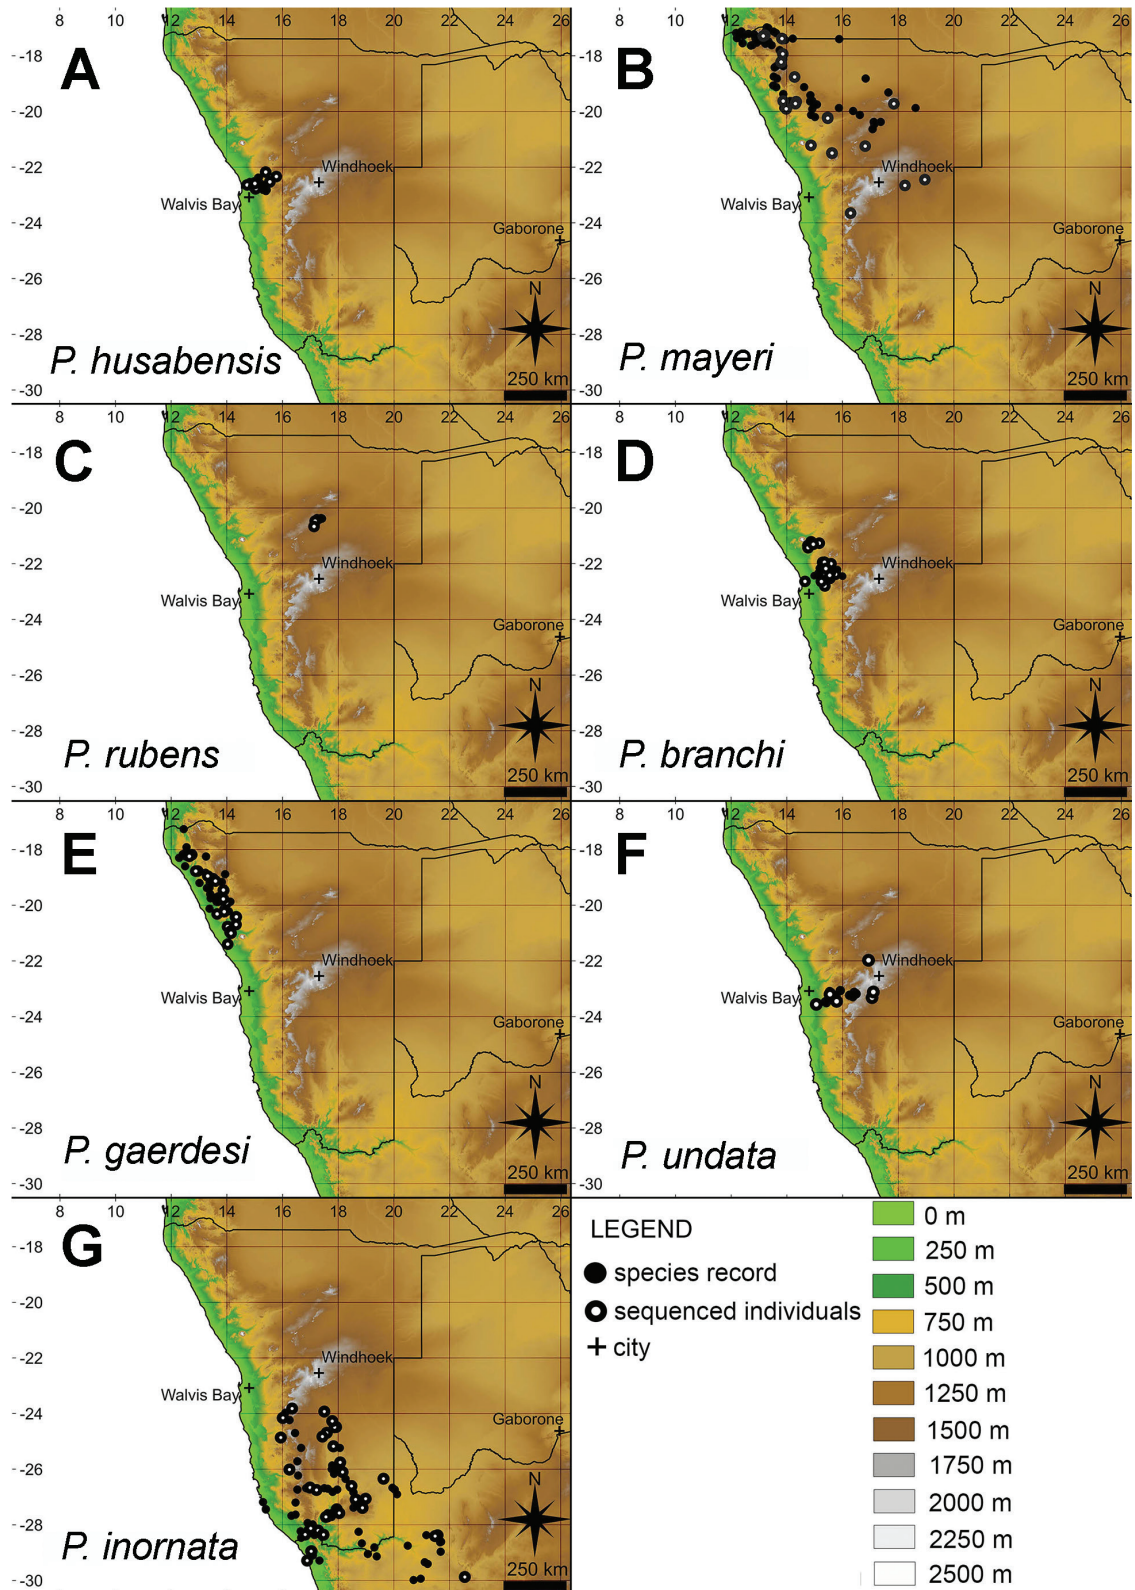 12 14 16 18 20 22 24 26
A
-18
-20
-22
-24
-26
-28
-30
Windhoek
Walvis Bay
Gaborone
N
250 km
P. husabensis
12 14 16 18 20 22 24 26
B
-18
-20
-22
-24
-26
-28
-30
Windhoek
Walvis Bay
Gaborone
N
250 km
P. mayeri
8 10 12 14 16 18 20 22 24 26
C
-18
-20
-22
-24
-26
-28
-30
Windhoek
Walvis Bay
Gaborone
N
250 km
P. rubens
8 10 12 14 16 18 20 22 24 26
D
-18
-20
-22
-24
-26
-28
-30
Windhoek
Walvis Bay
Gaborone
N
250 km
P. branchi
8 10 12 14 16 18 20 22 24 26
E
-18
-20
-22
-24
-26
-28
-30
Windhoek
Walvis Bay
Gaborone
N
250 km
P. gaerdesi
8 10 12 14 16 18 20 22 24 26
F
-18
-20
-22
-24
-26
-28
-30
Windhoek
Walvis Bay
Gaborone
N
250 km
P. undata
8 10 12 14 16 18 20 22 24 26
G
-18
-20
-22
-24
-26
-28
-30
Windhoek
Walvis Bay
Gaborone
N
250 km
P. inornata
LEGEND
species record
sequenced individuals
city
0 m
250 m
500 m
750 m
1000 m
1250 m
1500 m
1750 m
2000 m
2250 m
2500 m